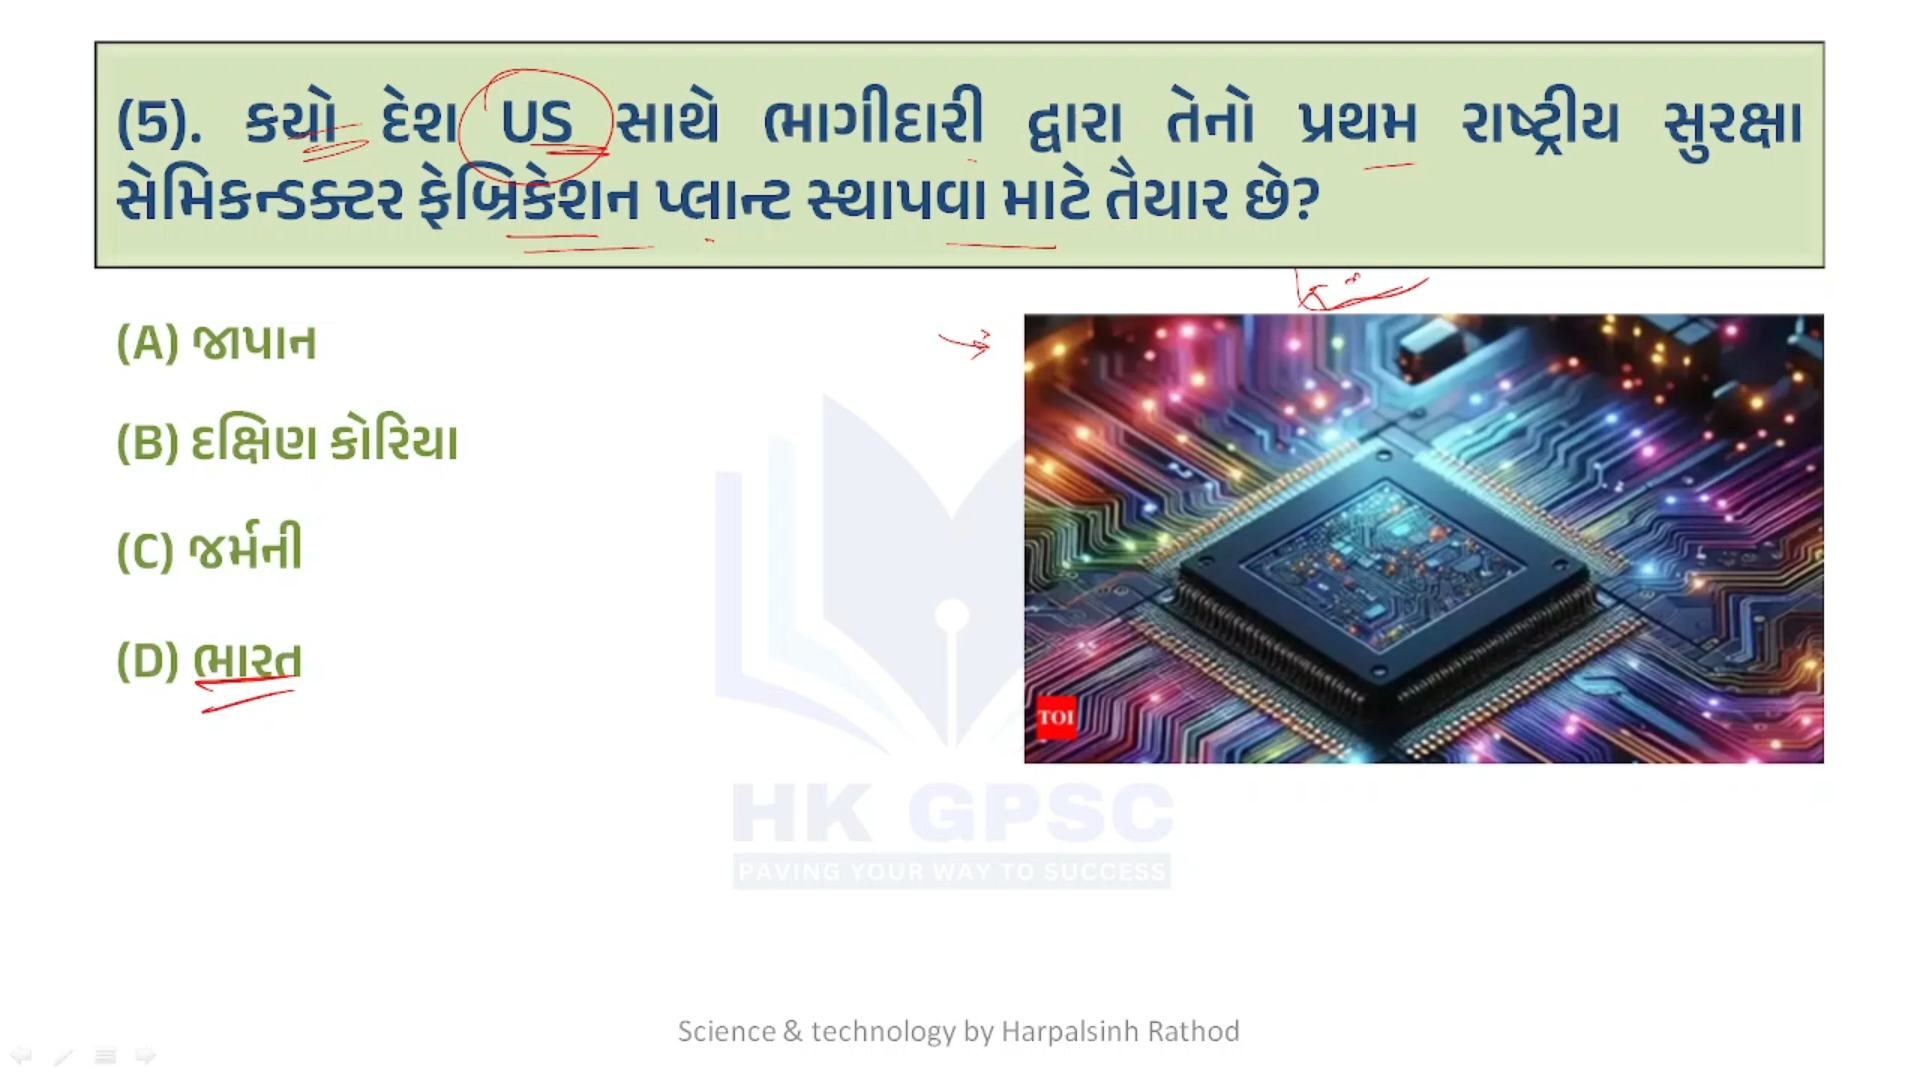 (5). કયો દેશ US સાથે ભાગીદારી દ્વારા તેનો પ્રથમ રાષ્ટ્રીય સુરક્ષા
સેમિકન્ડક્ટર ફેબ્રિકેશન પ્લાન્ટ સ્થાપવા માટે તૈયાર છે?
(A) જાપાન
(B) દક્ષિણ કોરિયા
(C) જર્મની
(D) ભારત
TOI
HK GPSC
PAVING YOUR WAY TO SUCCESS
Science & technology by Harpalsinh Rathod